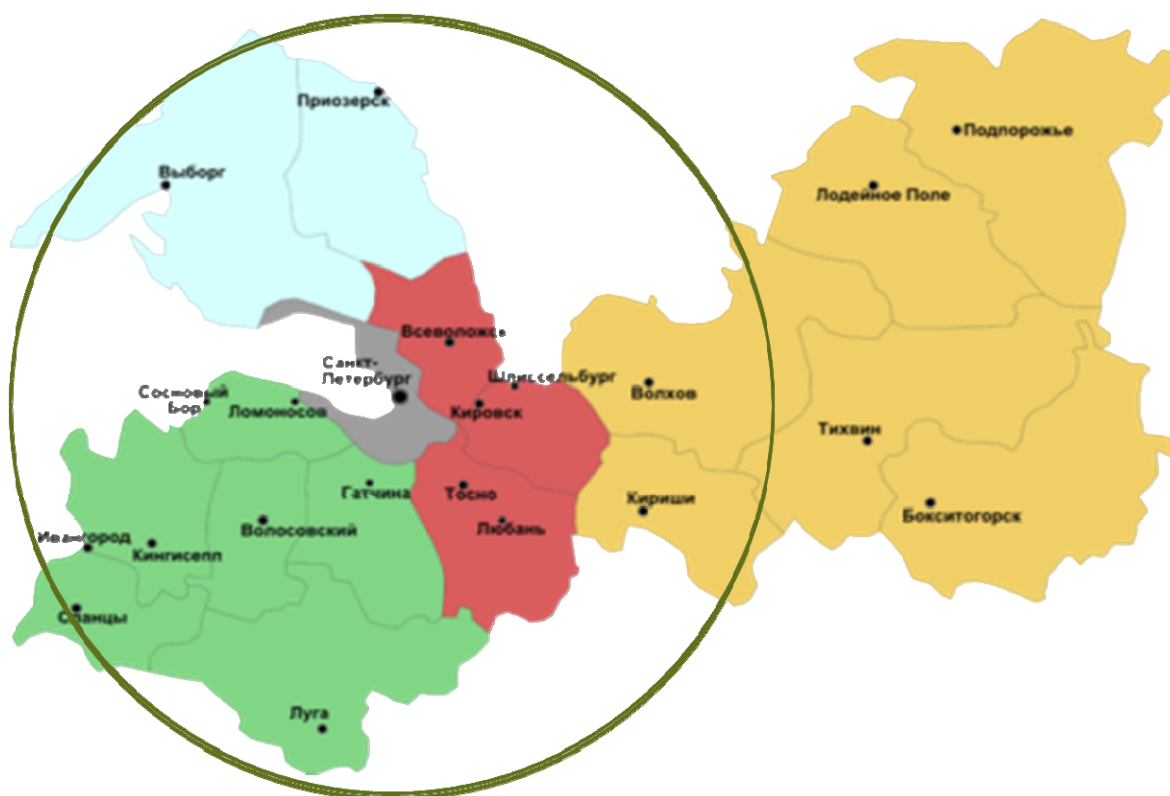 Приозерск
Подпорожье
Выборг
Лодейное Поле
Всеволожск
Санкт-
Петербург
Шлиссельбург
Сосновый
Бор
Ломоносов
Кировск
Волхов
Тихвин
Гатчина
Тосно
Кириши
Бокситогорск
Волосовский
Любань
Ивангород
Кингисепп
Сланцы
Луга